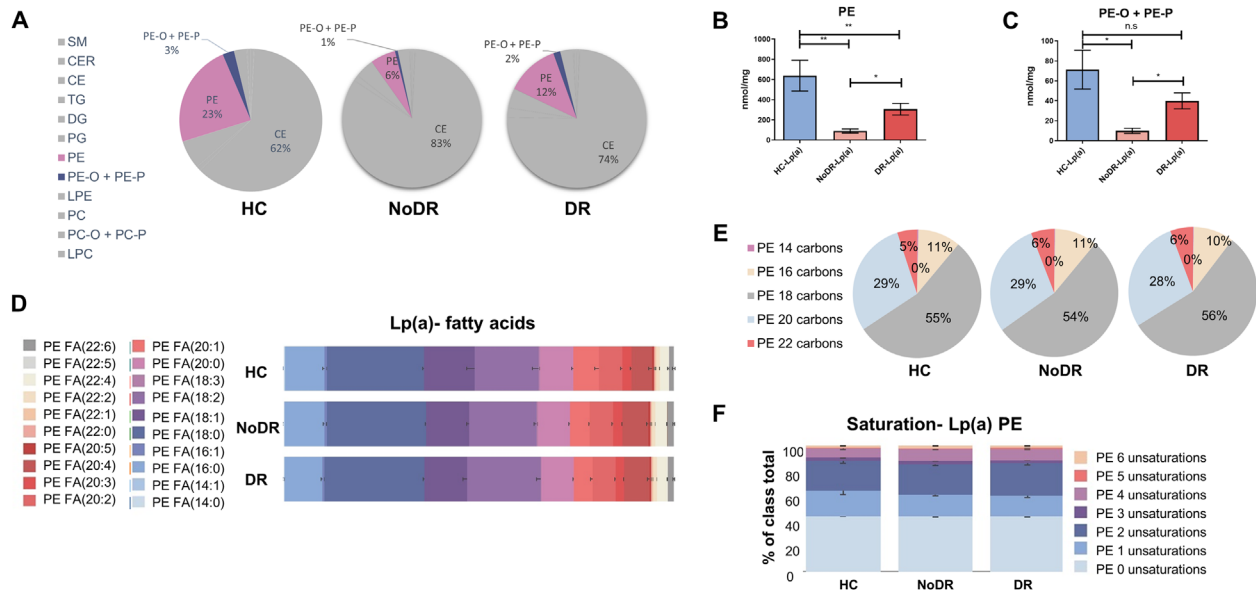 A
SM
CER
CE
TG
DG
PG
PE
PE-O + PE-P
LPE
PC
PC-O + PC-P
LPC
PE-O + PE-P
3%
PE
23%
CE
62%
HC
PE-O + PE-P
1%
PE
6%
CE
83%
NoDR
PE-O + PE-P
2%
PE
12%
CE
74%
DR
B
PE
nmol/mg
1000
800
600
400
200
0
**
**
*
HC-Lp(a)
NoDR-Lp(a)
DR-Lp(a)
C
PE-O + PE-P
nmol/mg
100
80
60
40
20
0
n.s
*
*
HC-Lp(a)
NoDR-Lp(a)
DR-Lp(a)
D
Lp(a)- fatty acids
PE FA(22:6)
PE FA(22:5)
PE FA(22:4)
PE FA(22:2)
PE FA(22:1)
PE FA(22:0)
PE FA(20:5)
PE FA(20:4)
PE FA(20:3)
PE FA(20:2)
PE FA(20:1)
PE FA(20:0)
PE FA(18:3)
PE FA(18:2)
PE FA(18:1)
PE FA(18:0)
PE FA(16:1)
PE FA(16:0)
PE FA(14:1)
PE FA(14:0)
HC
NoDR
DR
E
PE 14 carbons
PE 16 carbons
PE 18 carbons
PE 20 carbons
PE 22 carbons
5%
11%
0%
29%
55%
HC
6%
11%
0%
29%
54%
NoDR
6%
10%
0%
28%
56%
DR
F
Saturation- Lp(a) PE
% of class total
100
80
60
40
20
0
HC
NoDR
DR
PE 6 unsaturations
PE 5 unsaturations
PE 4 unsaturations
PE 3 unsaturations
PE 2 unsaturations
PE 1 unsaturations
PE 0 unsaturations